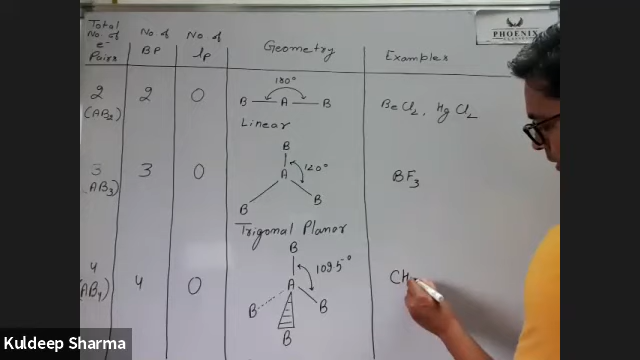 Total No. of e⁻ Pairs | No. of BP | No of lp | Geometry | Examples
PHOENIX
2 (AB₂) | 2 | 0 | 180° B — A — B Linear | BeCl₂, HgCl₂
3 AB₃) | 3 | 0 | B A 120° B B Trigonal Planar | BF₃
4 (AB₄) | 4 | 0 | B 109 5° A B B B | CH
Kuldeep Sharma